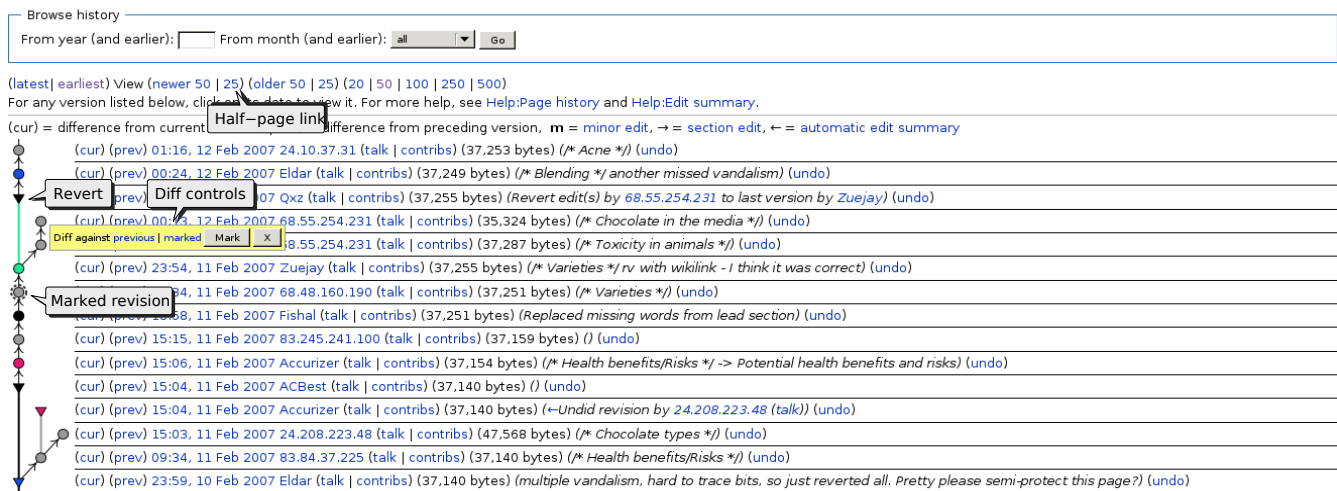 Browse history
From year (and earlier): From month (and earlier): all Go
(latest| earliest) View (newer 50 | 25) (older 50 | 25) (20 | 50 | 100 | 250 | 500)
For any version listed below, click on its date to view it. For more help, see Help:Page history and Help:Edit summary.
Half−page link
(cur) = difference from current difference from preceding version, m = minor edit, → = section edit, ← = automatic edit summary
(cur) (prev) 01:16, 12 Feb 2007 24.10.37.31 (talk | contribs) (37,253 bytes) (/* Acne */) (undo)
(cur) (prev) 00:24, 12 Feb 2007 Eldar (talk | contribs) (37,249 bytes) (/* Blending */ another missed vandalism) (undo)
Revert
Diff controls
2007 Qxz (talk | contribs) (37,255 bytes) (Revert edit(s) by 68.55.254.231 to last version by Zuejay) (undo)
(cur) (prev) 12 Feb 2007 68.55.254.231 (talk | contribs) (35,324 bytes) (/* Chocolate in the media */) (undo)
Diff against previous | marked Mark X
68.55.254.231 (talk | contribs) (37,287 bytes) (/* Toxicity in animals */) (undo)
(cur) (prev) 23:54, 11 Feb 2007 Zuejay (talk | contribs) (37,255 bytes) (/* Varieties */ rv with wikilink - I think it was correct) (undo)
11 Feb 2007 68.48.160.190 (talk | contribs) (37,251 bytes) (/* Varieties */) (undo)
Marked revision
11 Feb 2007 Fishal (talk | contribs) (37,251 bytes) (Replaced missing words from lead section) (undo)
(cur) (prev) 15:15, 11 Feb 2007 83.245.241.100 (talk | contribs) (37,159 bytes) () (undo)
(cur) (prev) 15:06, 11 Feb 2007 Accurizer (talk | contribs) (37,154 bytes) (/* Health benefits/Risks */ -> Potential health benefits and risks) (undo)
(cur) (prev) 15:04, 11 Feb 2007 ACBest (talk | contribs) (37,140 bytes) () (undo)
(cur) (prev) 15:04, 11 Feb 2007 Accurizer (talk | contribs) (37,140 bytes) (←Undid revision by 24.208.223.48 (talk)) (undo)
(cur) (prev) 15:03, 11 Feb 2007 24.208.223.48 (talk | contribs) (47,568 bytes) (/* Chocolate types */) (undo)
(cur) (prev) 09:34, 11 Feb 2007 83.84.37.225 (talk | contribs) (37,140 bytes) (/* Health benefits/Risks */) (undo)
(cur) (prev) 23:59, 10 Feb 2007 Eldar (talk | contribs) (37,140 bytes) (multiple vandalism, hard to trace bits, so just reverted all. Pretty please semi-protect this page?) (undo)